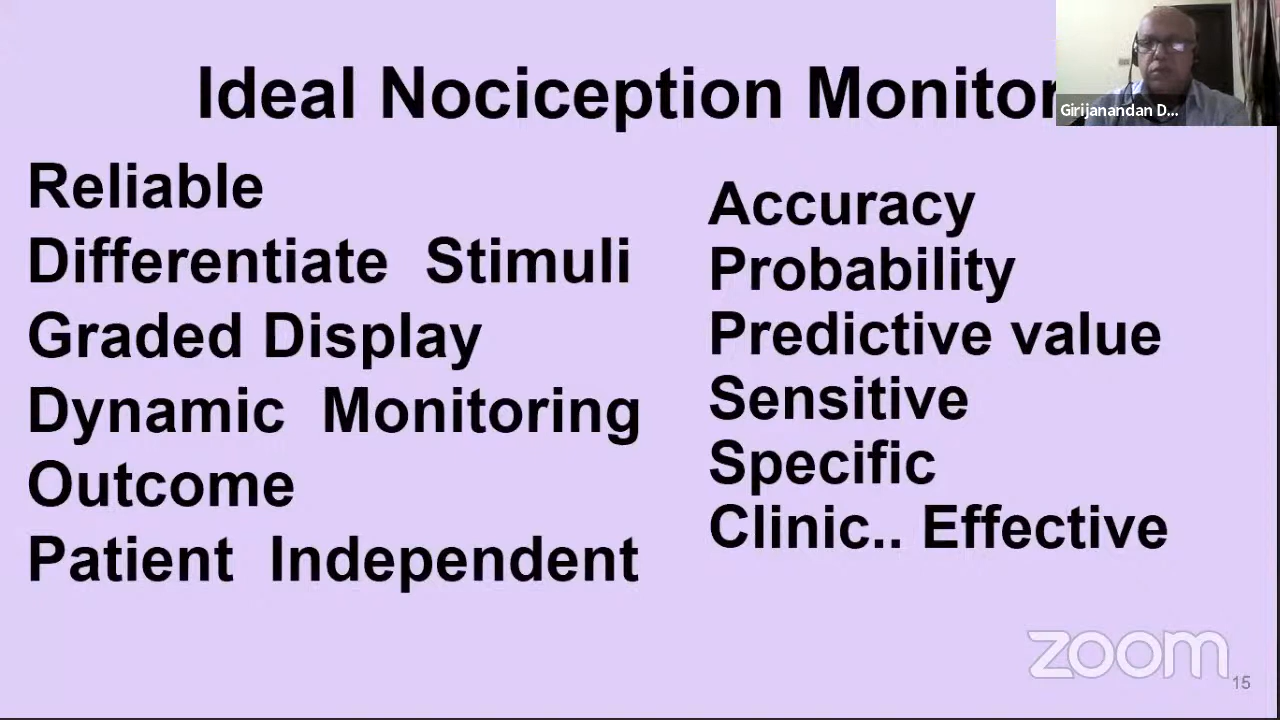 Ideal Nociception Monitor
Girijanandan D...
Reliable
Differentiate Stimuli
Graded Display
Dynamic Monitoring
Outcome
Patient Independent
Accuracy
Probability
Predictive value
Sensitive
Specific
Clinic.. Effective
zoom
15